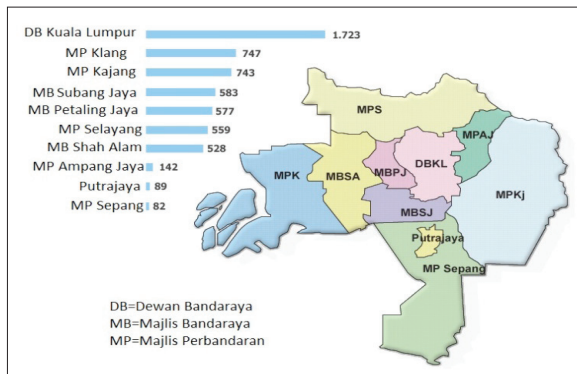 DB Kuala Lumpur 1.723
MP Klang 747
MP Kajang 743
MB Subang Jaya 583
MB Petaling Jaya 577
MP Selayang 559
MB Shah Alam 528
MP Ampang Jaya 142
Putrajaya 89
MP Sepang 82
MPS
MPAJ
MPK
MBSA
MBPJ
DBKL
MPKj
MBSJ
Putrajaya
MP Sepang
DB=Dewan Bandaraya
MB=Majlis Bandaraya
MP=Majlis Perbandaran